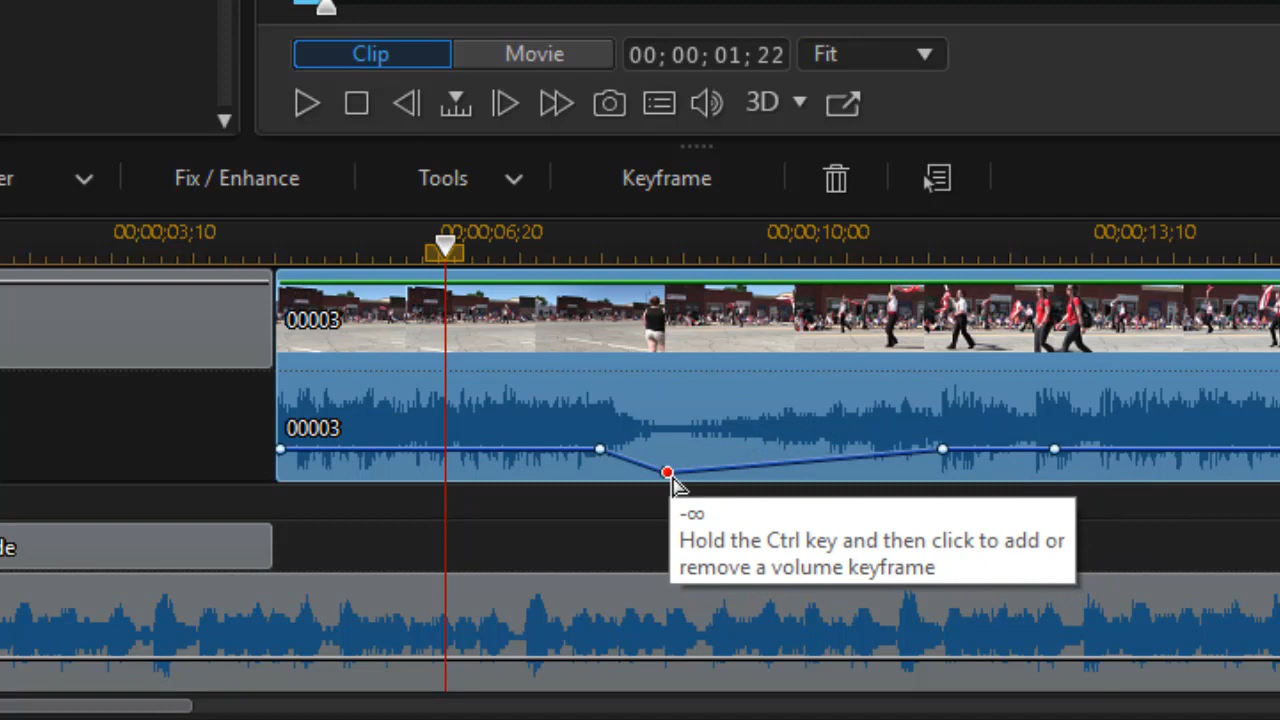 Clip Movie 00; 00; 01; 22 Fit
3D
er Fix / Enhance Tools Keyframe
00;00;03;10 00;00;06;20 00;00;10;00 00;00;13;10
00003
00003
-∞
Hold the Ctrl key and then click to add or
remove a volume keyframe
de